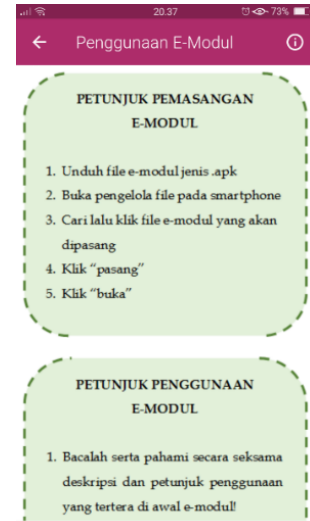 20.37
73%
Penggunaan E-Modul
PETUNJUK PEMASANGAN
E-MODUL
1. Unduh file e-modul jenis .apk
2. Buka pengelola file pada smartphone
3. Cari lalu klik file e-modul yang akan
dipasang
4. Klik “pasang”
5. Klik “buka”
PETUNJUK PENGGUNAAN
E-MODUL
1. Bacalah serta pahami secara seksama
deskripsi dan petunjuk penggunaan
yang tertera di awal e-modul!